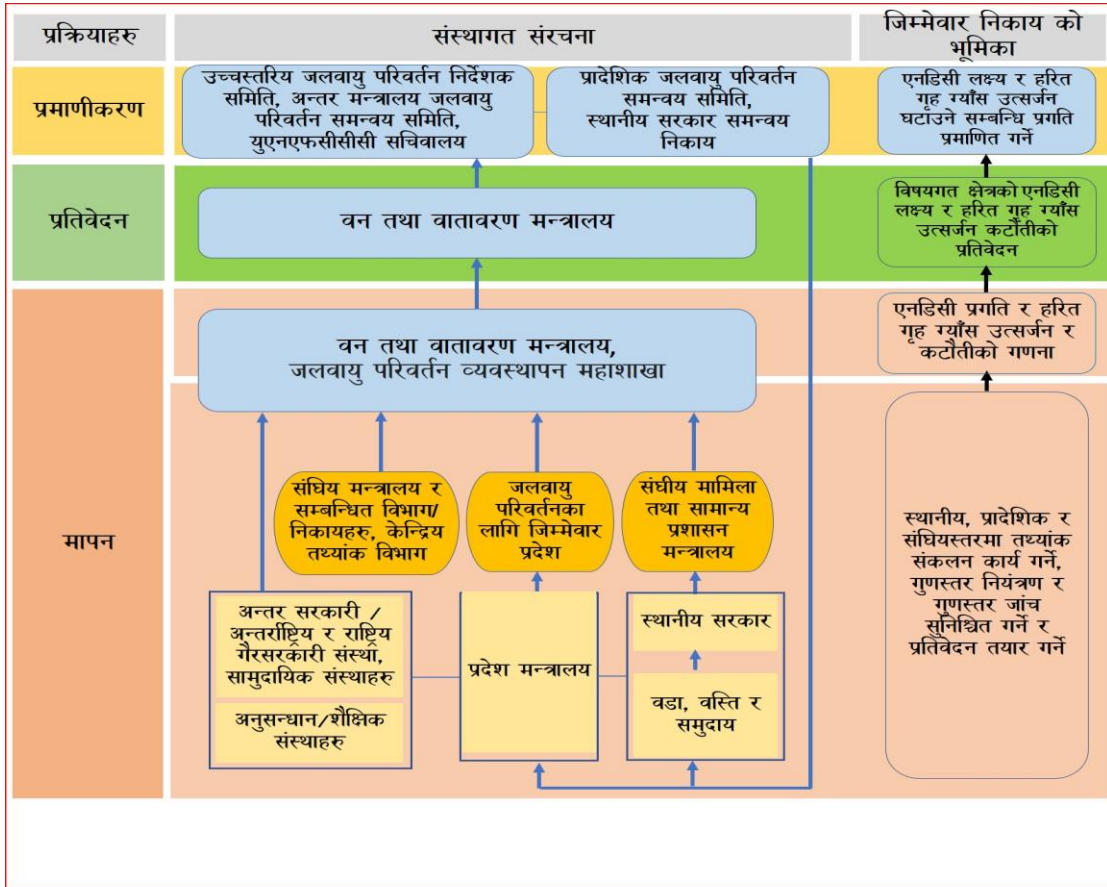 प्रक्रियाहरु
संस्थागत संरचना
जिम्मेवार निकाय को
भूमिका
प्रमाणीकरण
उच्चस्तरिय जलवायु परिवर्तन निर्देशक
समिति, अन्तर मन्त्रालय जलवायु
परिवर्तन समन्वय समिति,
युएनएफसीसीसी सचिवालय
प्रादेशिक जलवायु परिवर्तन
समन्वय समिति,
स्थानीय सरकार समन्वय
निकाय
एनडिसी लक्ष्य र हरित
गृह ग्याँस उत्सर्जन
घटाउने सम्बन्धि प्रगति
प्रमाणित गर्ने
प्रतिवेदन
वन तथा वातावरण मन्त्रालय
विषयगत क्षेत्रको एनडिसी
लक्ष्य र हरित गृह ग्याँस
उत्सर्जन कटौंतीको
प्रतिवेदन
मापन
वन तथा वातावरण मन्त्रालय,
जलवायु परिवर्तन व्यवस्थापन महाशाखा
एनडिसी प्रगति र हरित
गृह ग्याँस उत्सर्जन र
कटौतीको गणना
संघिय मन्त्रालय र
सम्बन्धित विभाग/
निकायहरु, केन्द्रिय
तथ्यांक विभाग
जलवायु
परिवर्तनका
लागि जिम्मेवार
प्रदेश
संघीय मामिला
तथा सामान्य
प्रशासन
मन्त्रालय
अन्तर सरकारी /
अन्तर्राष्ट्रिय र राष्ट्रिय
गैरसरकारी संस्था,
सामुदायिक संस्थाहरु
अनुसन्धान/शैक्षिक
संस्थाहरु
प्रदेश मन्त्रालय
स्थानीय सरकार
वडा, वस्ति र
समुदाय
स्थानीय, प्रादेशिक र
संघियस्तरमा तथ्यांक
संकलन कार्य गर्ने,
गुणस्तर नियंत्रण र
गुणस्तर जांच
सुनिश्चित गर्ने र
प्रतिवेदन तयार गर्ने